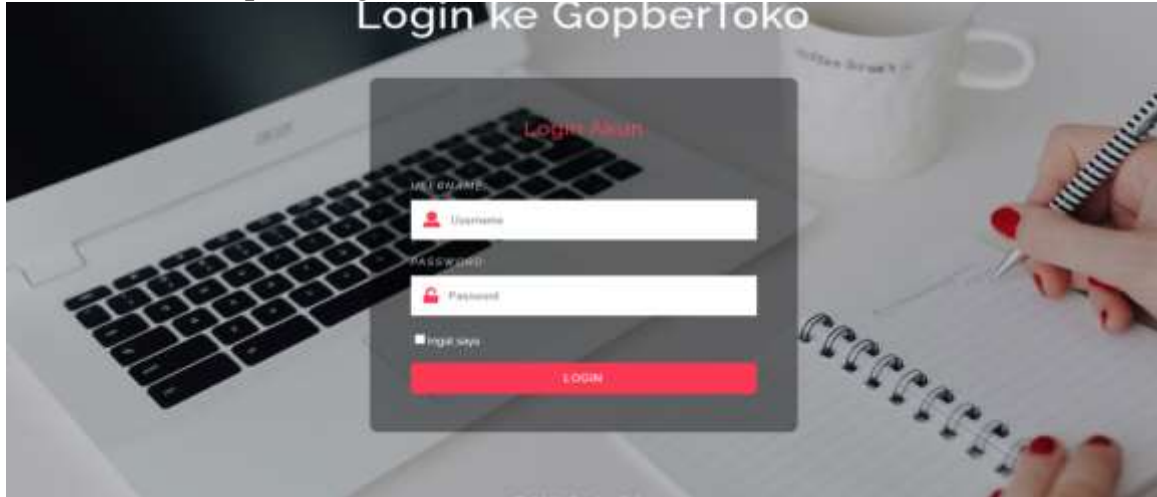 Login ke GopberToko
Login Akun
USERNAME
Username
PASSWORD
Password
Ingat saya
LOGIN